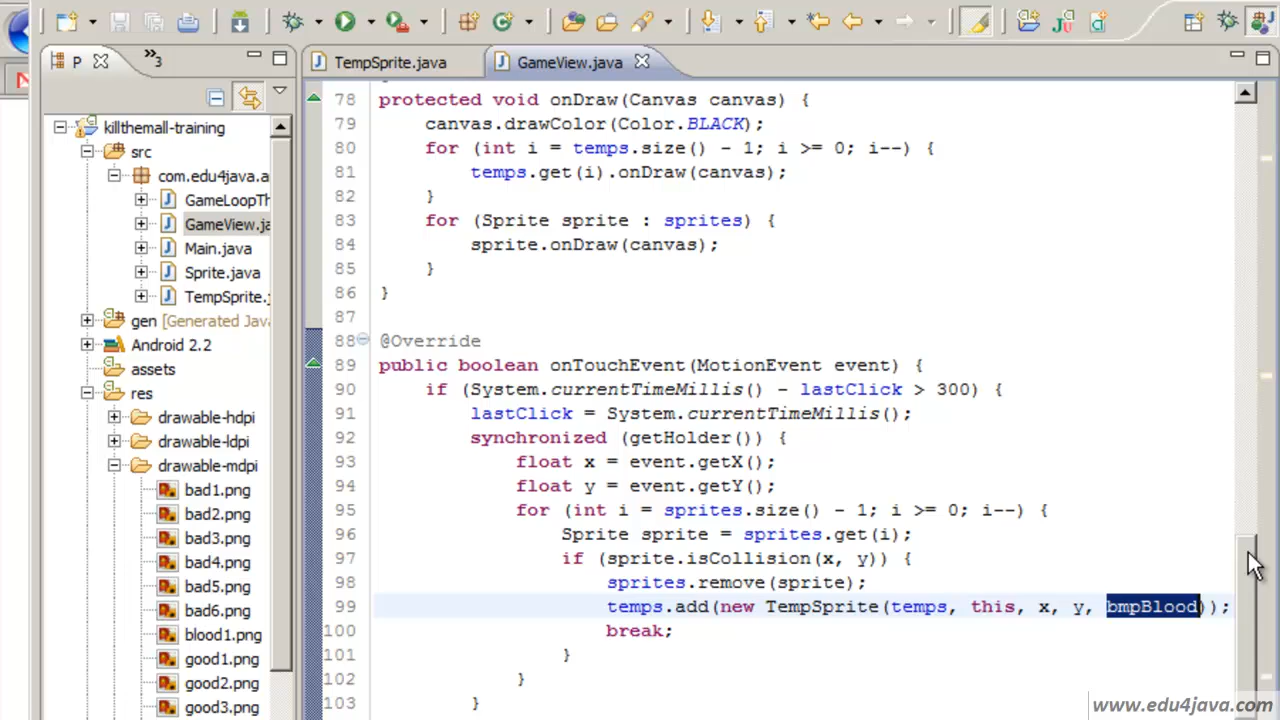 P
3
TempSprite.java
GameView.java
killthemall-training
src
com.edu4java.a
GameLoopTh
GameView.ja
Main.java
Sprite.java
TempSprite.
gen [Generated Jav
Android 2.2
assets
res
drawable-hdpi
drawable-ldpi
drawable-mdpi
bad1.png
bad2.png
bad3.png
bad4.png
bad5.png
bad6.png
blood1.png
good1.png
good2.png
good3.png
78 protected void onDraw(Canvas canvas) {
79 canvas.drawColor(Color.BLACK);
80 for (int i = temps.size() - 1; i >= 0; i--) {
81 temps.get(i).onDraw(canvas);
82 }
83 for (Sprite sprite : sprites) {
84 sprite.onDraw(canvas);
85 }
86 }
87
88 @Override
89 public boolean onTouchEvent(MotionEvent event) {
90 if (System.currentTimeMillis() - lastClick > 300) {
91 lastClick = System.currentTimeMillis();
92 synchronized (getHolder()) {
93 float x = event.getX();
94 float y = event.getY();
95 for (int i = sprites.size() - 1; i >= 0; i--) {
96 Sprite sprite = sprites.get(i);
97 if (sprite.isCollision(x, y)) {
98 sprites.remove(sprite);
99 temps.add(new TempSprite(temps, this, x, y, bmpBlood));
100 break;
101 }
102 }
103 }
www.edu4java.com